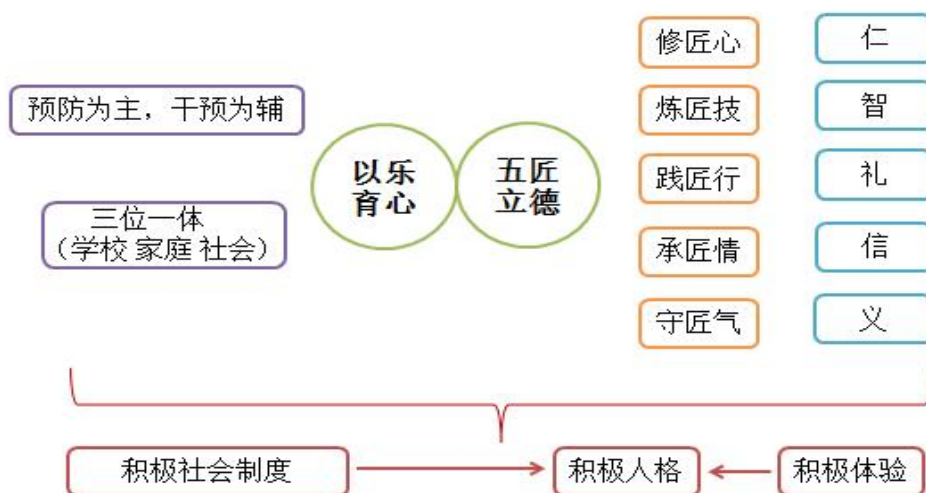 修匠心
仁
预防为主，干预为辅
炼匠技
智
以乐
育心
五匠
立德
践匠行
礼
三位一体
（学校 家庭 社会）
承匠情
信
守匠气
义
积极社会制度
积极人格
积极体验